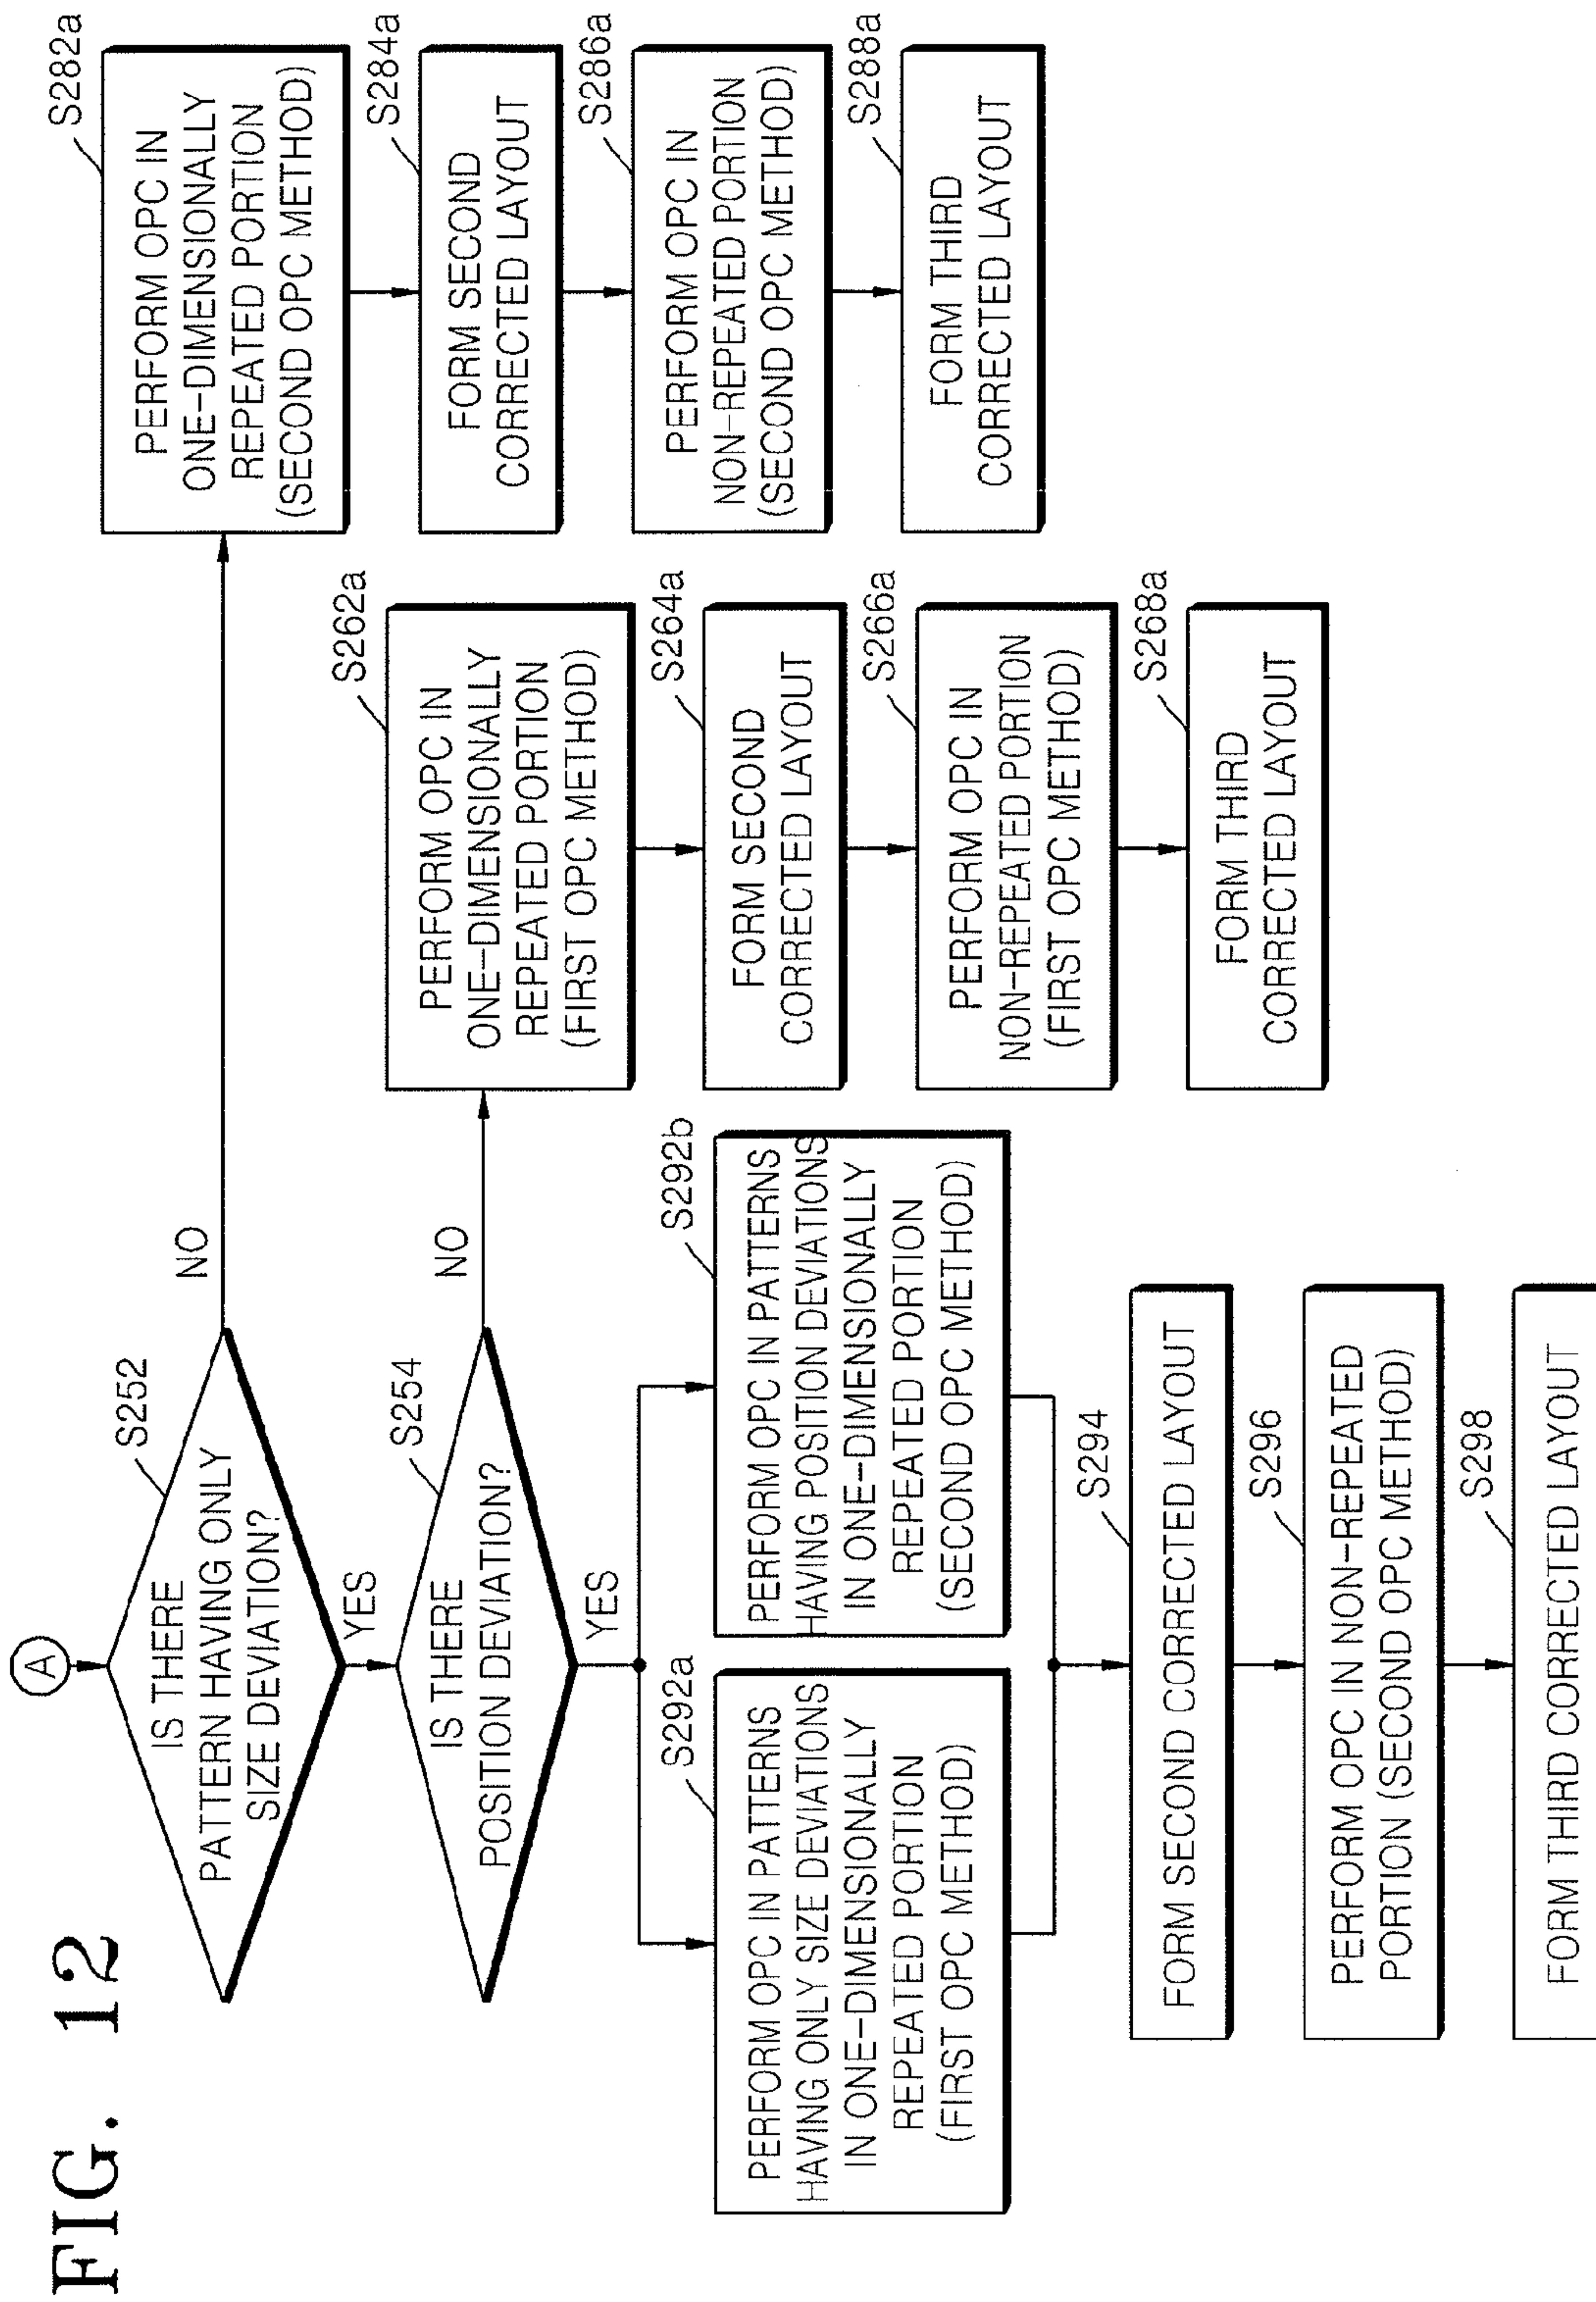 FIG. 12
A
S252
IS THERE
PATTERN HAVING ONLY
SIZE DEVIATION?
NO
YES
S254
IS THERE
POSITION DEVIATION?
NO
YES
S292a
PERFORM OPC IN PATTERNS
HAVING ONLY SIZE DEVIATIONS
IN ONE-DIMENSIONALLY
REPEATED PORTION
(FIRST OPC METHOD)
S292b
PERFORM OPC IN PATTERNS
HAVING POSITION DEVIATIONS
IN ONE-DIMENSIONALLY
REPEATED PORTION
(SECOND OPC METHOD)
S294
FORM SECOND CORRECTED LAYOUT
S296
PERFORM OPC IN NON-REPEATED
PORTION (SECOND OPC METHOD)
S298
FORM THIRD CORRECTED LAYOUT
S262a
PERFORM OPC IN
ONE-DIMENSIONALLY
REPEATED PORTION
(FIRST OPC METHOD)
S264a
FORM SECOND
CORRECTED LAYOUT
S266a
PERFORM OPC IN
NON-REPEATED PORTION
(FIRST OPC METHOD)
S268a
FORM THIRD
CORRECTED LAYOUT
S282a
PERFORM OPC IN
ONE-DIMENSIONALLY
REPEATED PORTION
(SECOND OPC METHOD)
S284a
FORM SECOND
CORRECTED LAYOUT
S286a
PERFORM OPC IN
NON-REPEATED PORTION
(SECOND OPC METHOD)
S288a
FORM THIRD
CORRECTED LAYOUT